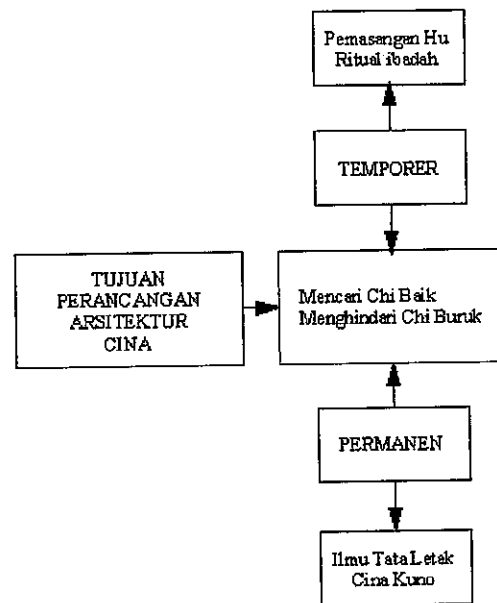 Pemasangan Hu
Ritual ibadah
TEMPORER
TUJUAN
PERANCANGAN
ARSITEKTUR
CINA
Mencari Chi Baik
Menghindari Chi Buruk
PERMANEN
Ilmu Tata Letak
Cina Kuno